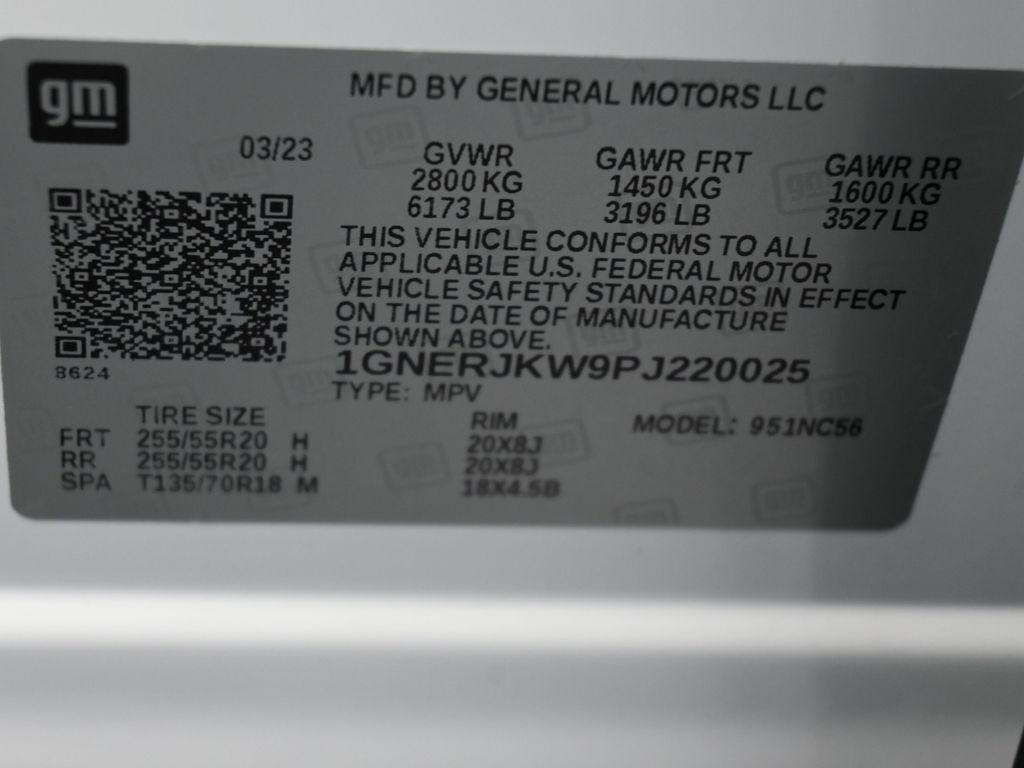 gm
MFD BY GENERAL MOTORS LLC
03/23
GVWR GAWR FRT GAWR RR
2800 KG 1450 KG 1600 KG
6173 LB 3196 LB 3527 LB
THIS VEHICLE CONFORMS TO ALL
APPLICABLE U.S. FEDERAL MOTOR
VEHICLE SAFETY STANDARDS IN EFFECT
ON THE DATE OF MANUFACTURE
SHOWN ABOVE.
1GNERJKW9PJ220025
8624
TYPE: MPV
TIRE SIZE RIM MODEL: 951NC56
FRT 255/55R20 H 20X8J
RR 255/55R20 H 20X8J
SPA T135/70R18 M 18X4.5B